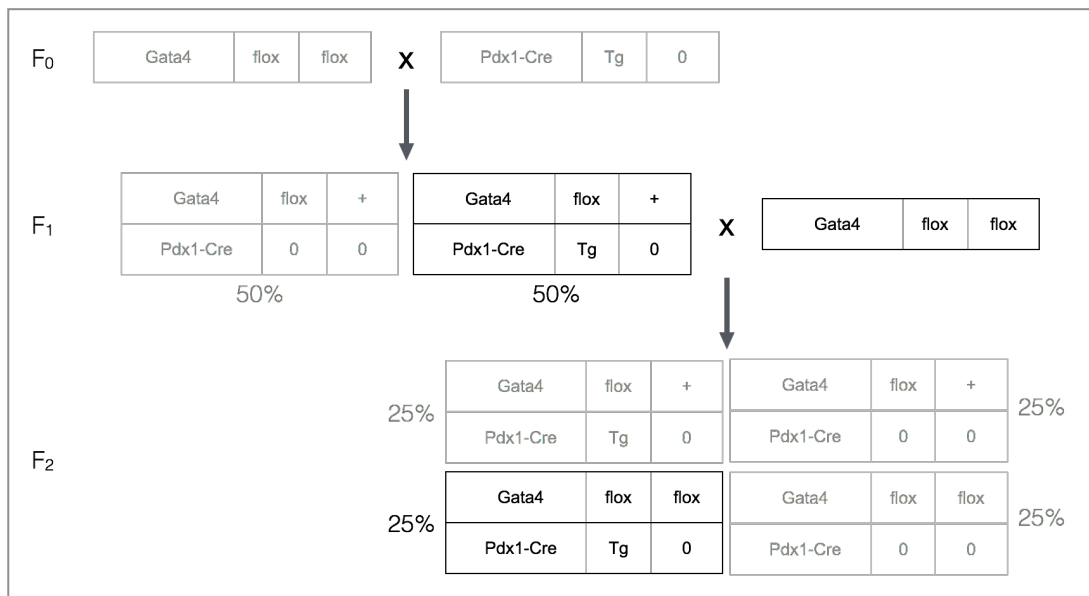 F₀ Gata4 flox flox x Pdx1-Cre Tg 0
Gata4 flox + Gata4 flox +
F₁ x Gata4 flox flox
Pdx1-Cre 0 0 Pdx1-Cre Tg 0
50% 50%
Gata4 flox + Gata4 flox +
25% 25%
Pdx1-Cre Tg 0 Pdx1-Cre 0 0
F₂
Gata4 flox flox Gata4 flox flox
25% 25%
Pdx1-Cre Tg 0 Pdx1-Cre 0 0